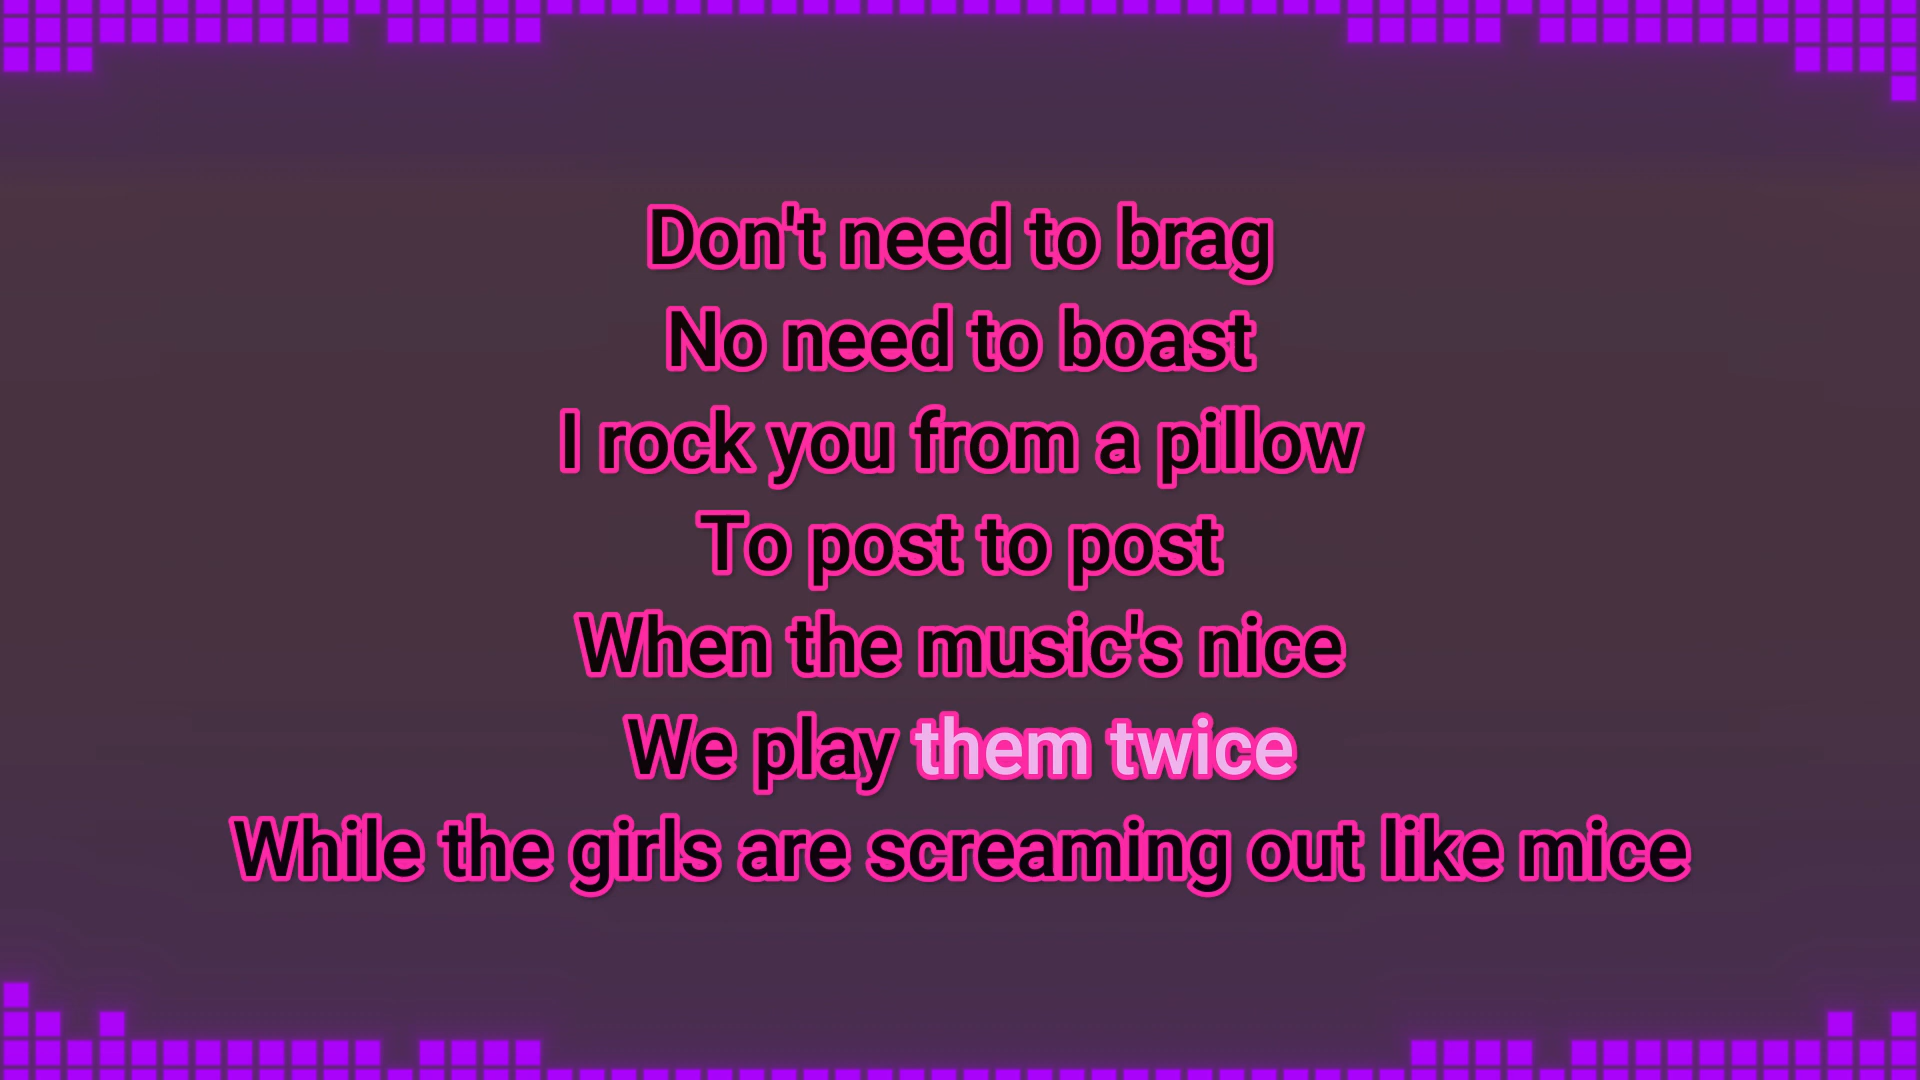 Don't need to brag
No need to boast
I rock you from a pillow
To post to post
When the music's nice
We play them twice
While the girls are screaming out like mice